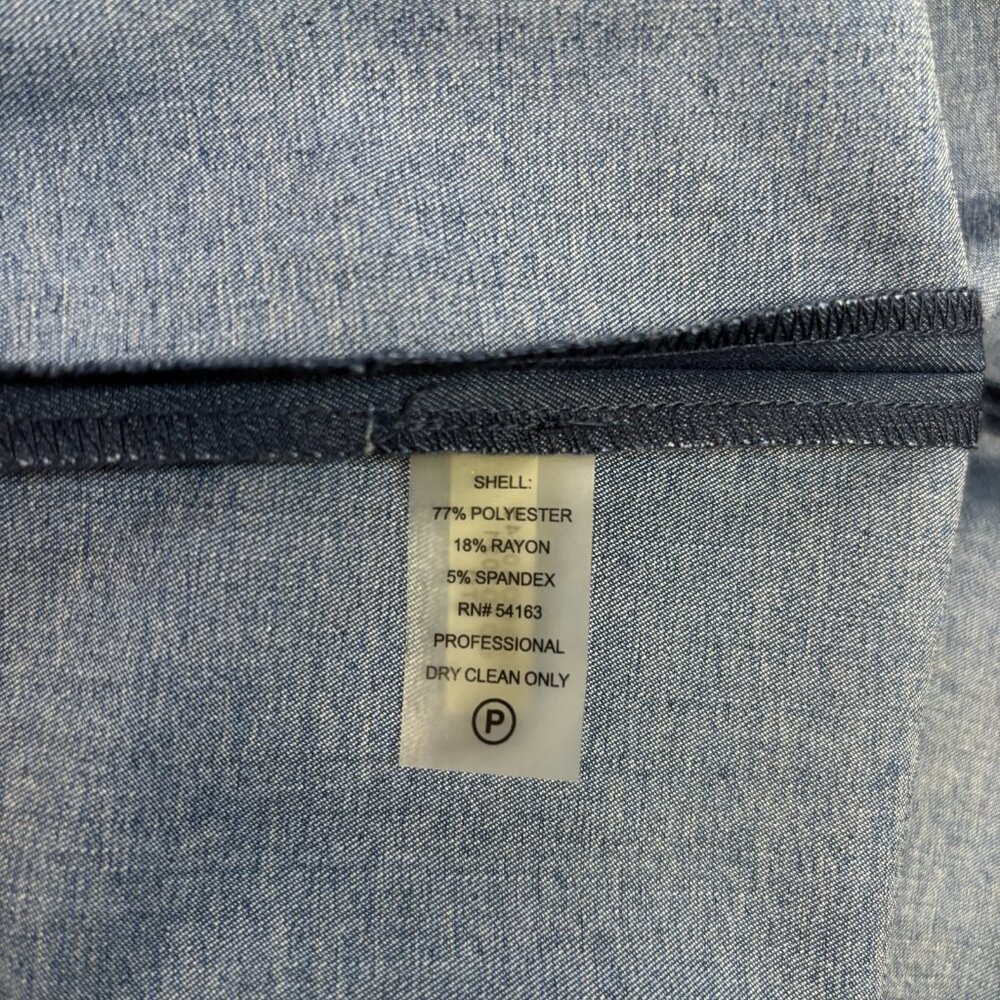 SHELL:
77% POLYESTER
18% RAYON
5% SPANDEX
RN# 54163
PROFESSIONAL
DRY CLEAN ONLY
P